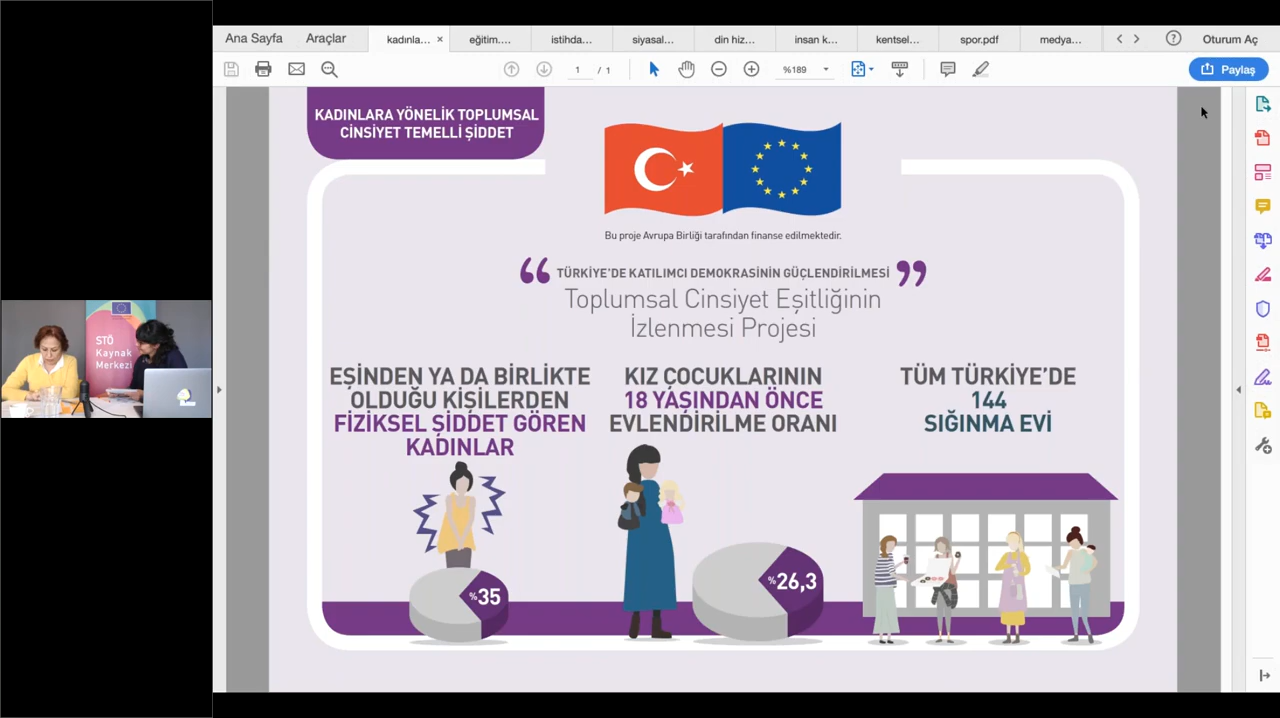 Ana Sayfa
Araçlar
kadınla... ×
eğitim....
istihda...
siyasal...
din hiz...
insan k...
kentsel...
spor.pdf
medya...
Oturum Aç
1 / 1
%189
Paylaş
KADINLARA YÖNELİK TOPLUMSAL
CİNSİYET TEMELLİ ŞİDDET
Bu proje Avrupa Birliği tarafından finanse edilmektedir.
“ TÜRKİYE'DE KATILIMCI DEMOKRASİNİN GÜÇLENDİRİLMESİ ”
Toplumsal Cinsiyet Eşitliğinin
İzlenmesi Projesi
EŞİNDEN YA DA BİRLİKTE
OLDUĞU KİŞİLERDEN
FİZİKSEL ŞİDDET GÖREN
KADINLAR
%35
KIZ ÇOCUKLARININ
18 YAŞINDAN ÖNCE
EVLENDİRİLME ORANI
%26,3
TÜM TÜRKİYE'DE
144
SIĞINMA EVİ
STÖ
Kaynak
Merkezi